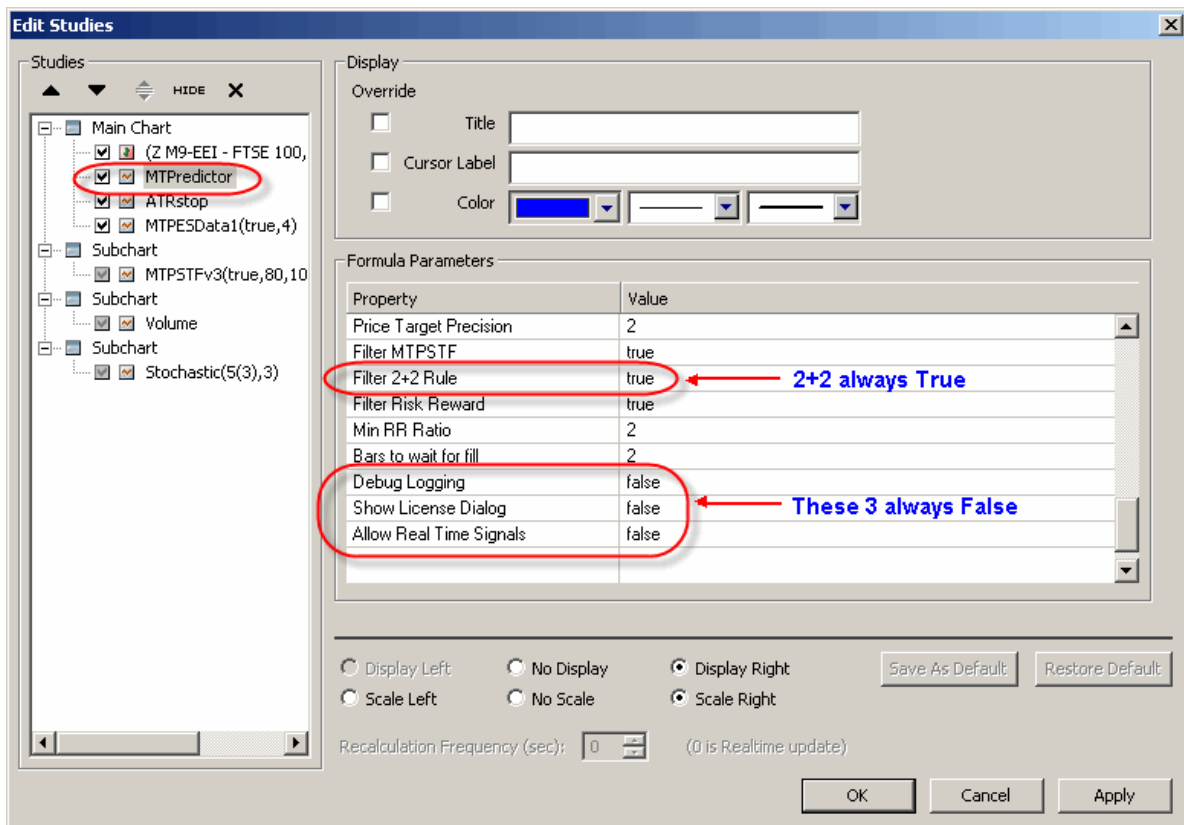 Edit Studies
Studies
HIDE
Main Chart
(Z M9-EEI - FTSE 100,
MTPredictor
ATRstop
MTPESData1(true,4)
Subchart
MTPSTFv3(true,80,10
Subchart
Volume
Subchart
Stochastic(5(3),3)
Display
Override
Title
Cursor Label
Color
Formula Parameters
Property Value
Price Target Precision 2
Filter MTPSTF true
Filter 2+2 Rule true
2+2 always True
Filter Risk Reward true
Min RR Ratio 2
Bars to wait for fill 2
Debug Logging false
Show License Dialog false
These 3 always False
Allow Real Time Signals false
Display Left No Display Display Right Save As Default Restore Default
Scale Left No Scale Scale Right
Recalculation Frequency (sec): 0 (0 is Realtime update)
OK Cancel Apply